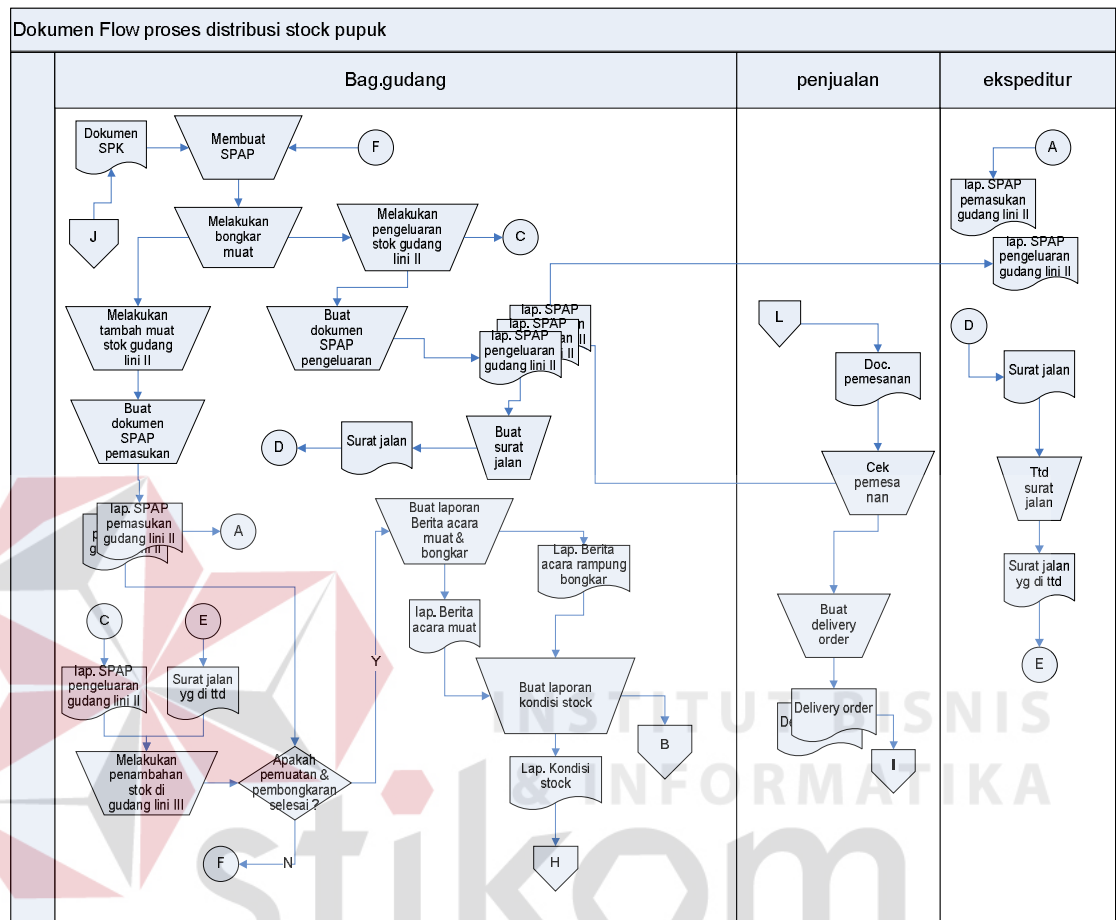 Dokumen Flow proses distribusi stock pupuk
Bag.gudang
penjualan
ekspeditur
Dokumen
SPK
Membuat
SPAP
F
J
Melakukan
bongkar
muat
Melakukan
pengeluaran
stok gudang
lini II
C
Melakukan
tambah muat
stok gudang
lini II
Buat
dokumen
SPAP
pengeluaran
lap. SPAP
lap. SPAP
lap. SPAP
pengeluaran
gudang lini II
Buat
dokumen
SPAP
pemasukan
D
Surat jalan
Buat
surat
jalan
lap. SPAP
pemasukan
gudang lini II
A
Buat laporan
Berita acara
muat &
bongkar
Lap. Berita
acara rampung
bongkar
lap. Berita
acara muat
C
E
lap. SPAP
pengeluaran
gudang lini II
Surat jalan
yg di ttd
Y
Buat laporan
kondisi stock
B
Melakukan
penambahan
stok di
gudang lini III
Apakah
pemuatan &
pembongkaran
selesai ?
Lap. Kondisi
stock
F
N
H
L
Doc.
pemesanan
Cek
pemesa
nan
Buat
delivery
order
Delivery order
I
A
lap. SPAP
pemasukan
gudang lini II
lap. SPAP
pengeluaran
gudang lini II
D
Surat jalan
Ttd
surat
jalan
Surat jalan
yg di ttd
E
INSTITUT BISNIS
& INFORMATIKA
stikom